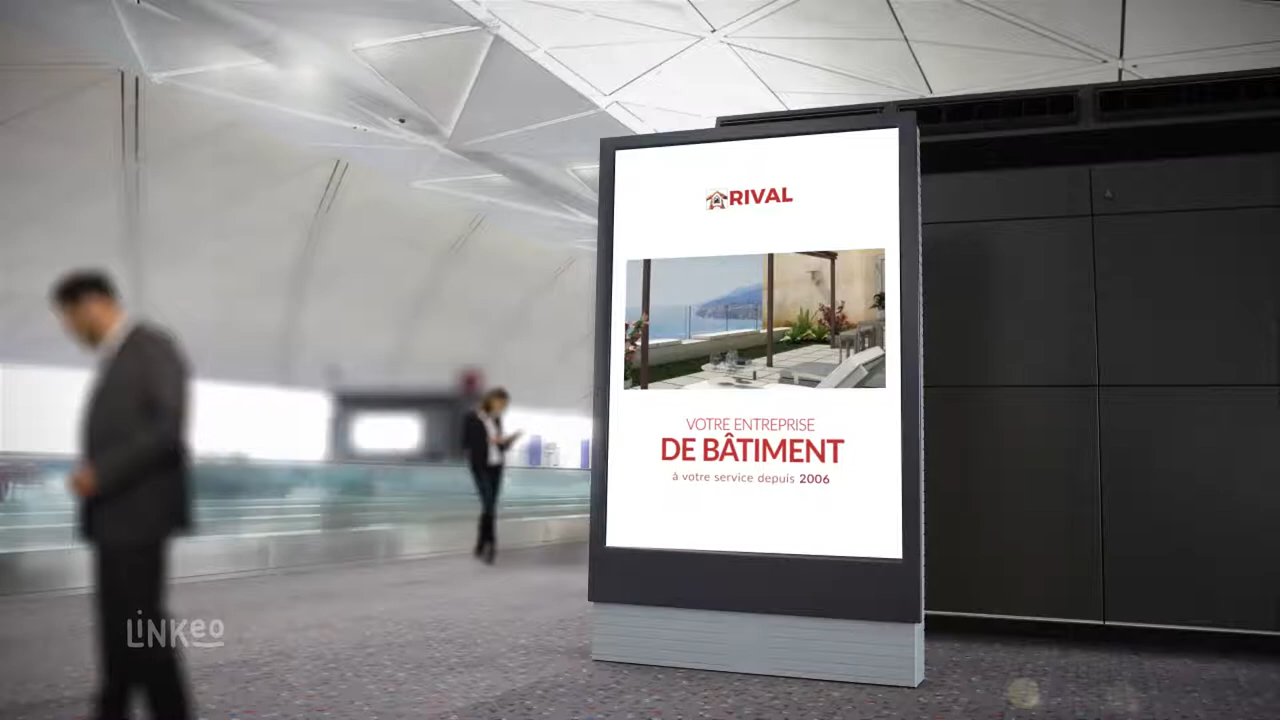 RIVAL
VOTRE ENTREPRISE
DE BÂTIMENT
à votre service depuis 2006
LiNKeo